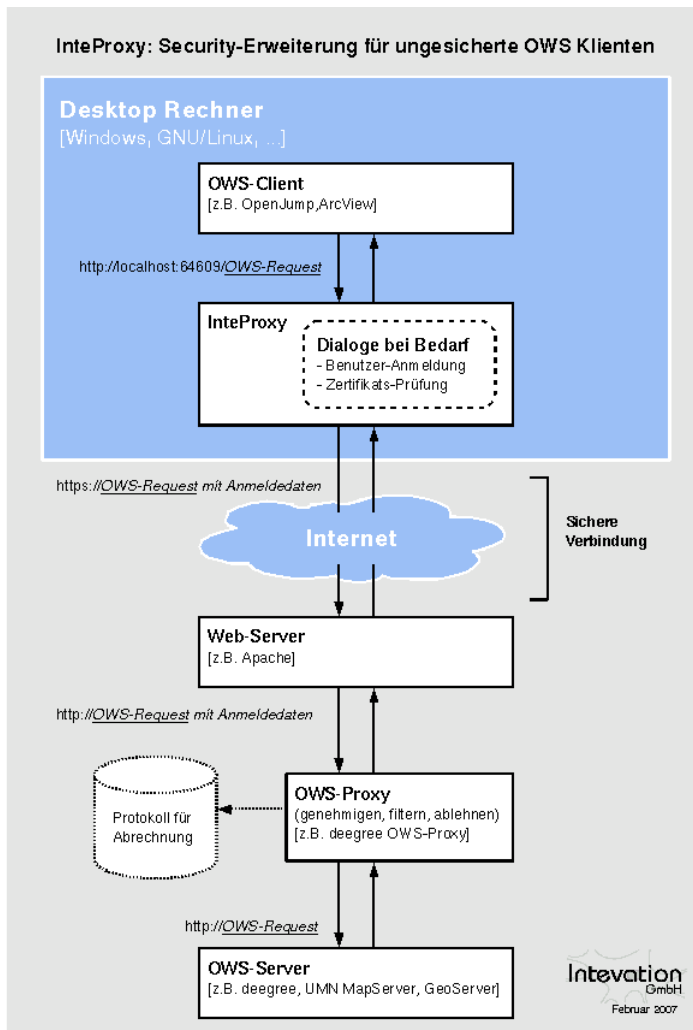 InteProxy: Security-Erweiterung für ungesicherte OWS Klienten
Desktop Rechner
[Windows, GNU/Linux, ...]
OWS-Client
[z.B. OpenJump,ArcView]
http://localhost:64609/OWS-Request
InteProxy
Dialoge bei Bedarf
- Benutzer-Anmeldung
- Zertifikats-Prüfung
https://OWS-Request mit Anmeldedaten
Internet
Sichere
Verbindung
Web-Server
[z.B. Apache]
http://OWS-Request mit Anmeldedaten
OWS-Proxy
(genehmigen, filtern, ablehnen)
[z.B. deegree OWS-Proxy]
Protokoll für
Abrechnung
http://OWS-Request
OWS-Server
[z.B. deegree, UMN MapServer, GeoServer]
Intevation
GmbH
Februar 2007